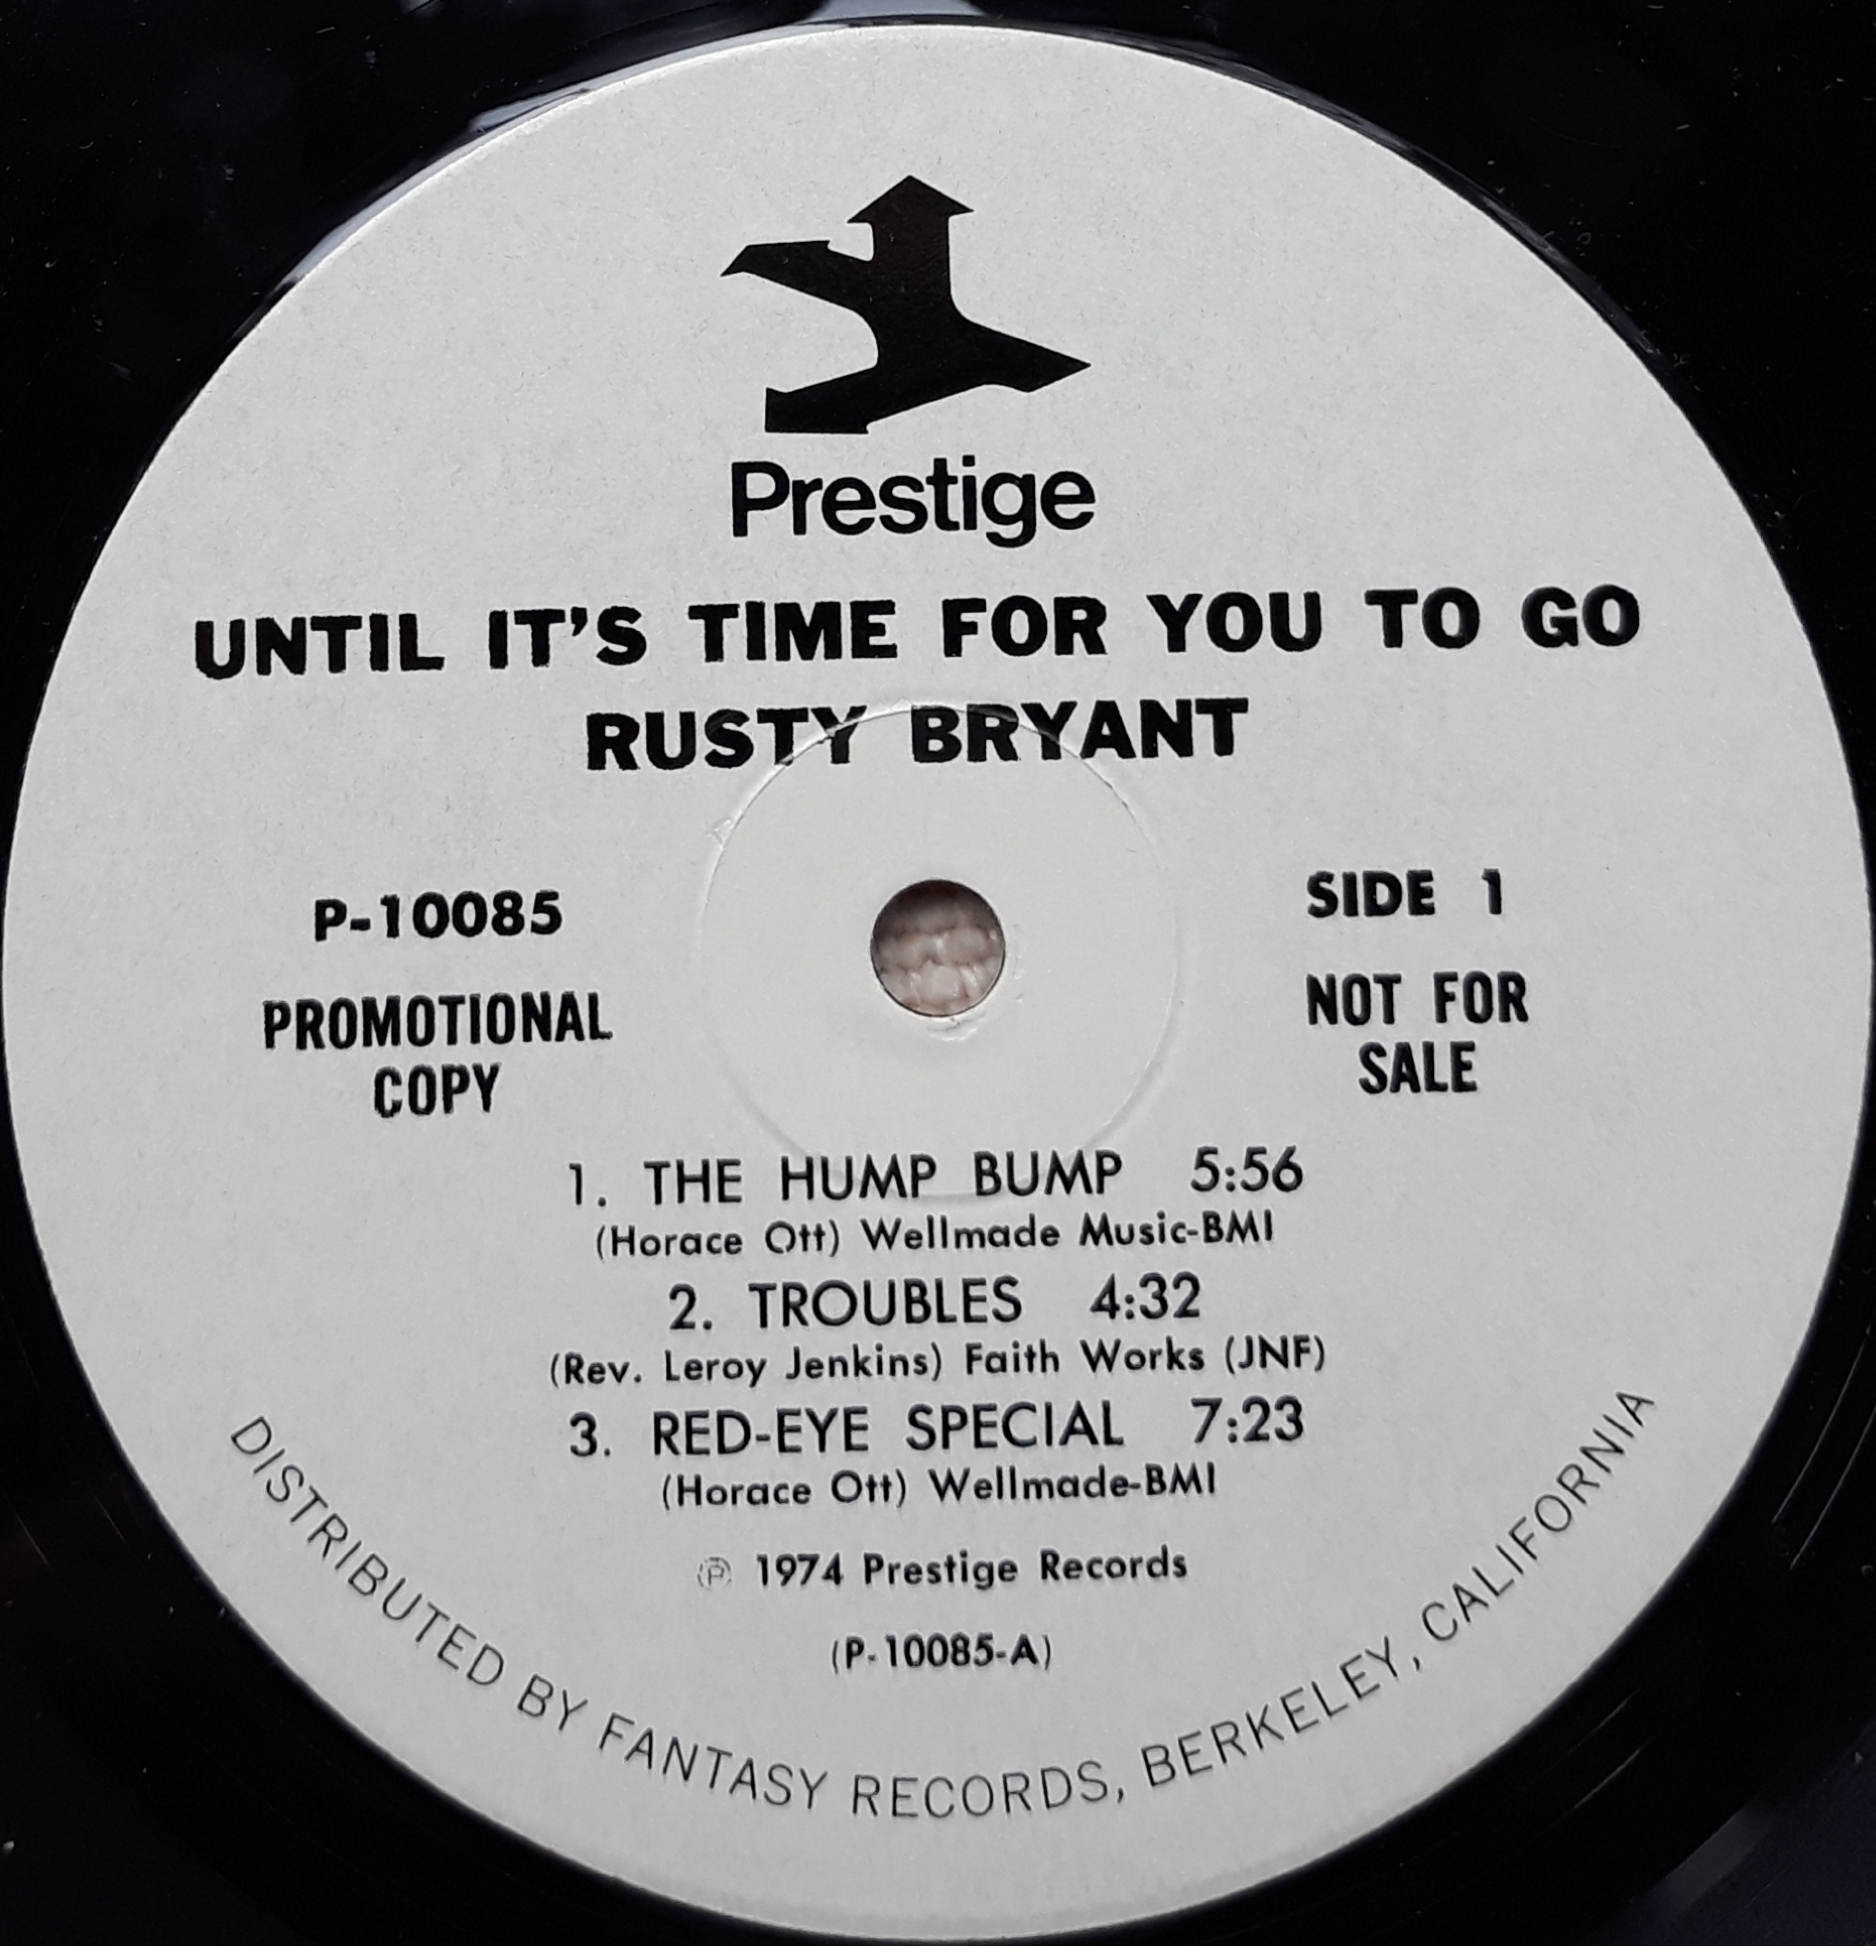 Prestige
UNTIL IT'S TIME FOR YOU TO GO
RUSTY BRYANT
P-10085
SIDE 1
PROMOTIONAL
COPY
NOT FOR
SALE
1. THE HUMP BUMP 5:56
(Horace Ott) Wellmade Music-BMI
2. TROUBLES 4:32
(Rev. Leroy Jenkins) Faith Works (JNF)
3. RED-EYE SPECIAL 7:23
(Horace Ott) Wellmade-BMI
℗ 1974 Prestige Records
(P-10085-A)
DISTRIBUTED BY FANTASY RECORDS, BERKELEY, CALIFORNIA